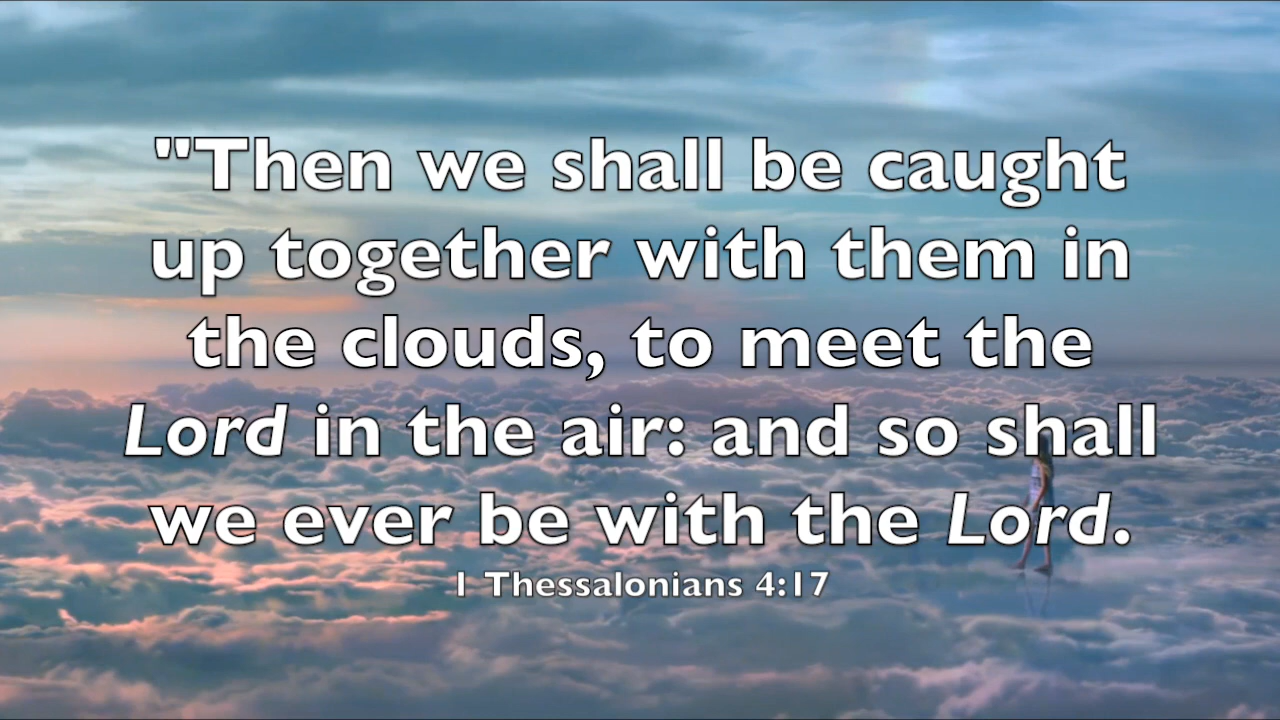 "Then we shall be caught
up together with them in
the clouds, to meet the
Lord in the air: and so shall
we ever be with the Lord.
1 Thessalonians 4:17